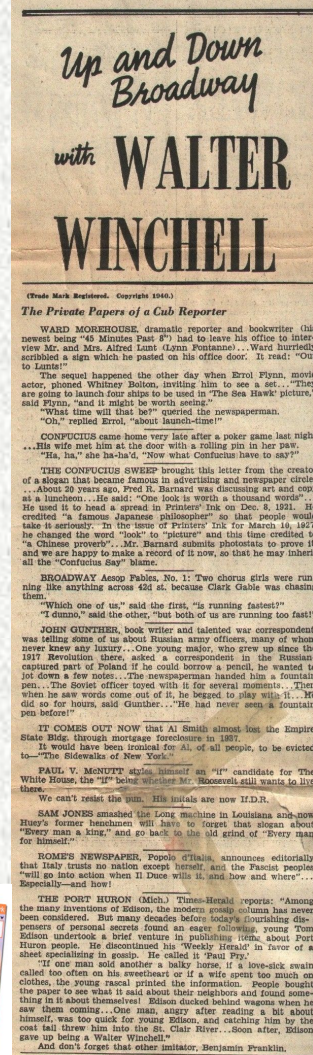 Up and Down
Broadway
with WALTER
WINCHELL
(Trade Mark Registered. Copyright 1940.)
The Private Papers of a Cub Reporter
WARD MOREHOUSE, dramatic reporter and bookwriter (hi
newest being "45 Minutes Past 8") had to leave his office to inter-
view Mr. and Mrs. Alfred Lunt (Lynn Fontanne)...Ward hurriedl
scribbled a sign which he pasted on his office door. It read: "Ou
to Lunts!"
The sequel happened the other day when Errol Flynn, movi
actor, phoned Whitney Bolton, inviting him to see a set..."They
are going to launch four ships to be used in 'The Sea Hawk' picture,
said Flynn, "and it might be worth seeing."
"What time will that be?" queried the newspaperman.
"Oh," replied Errol, "about launch-time!"
CONFUCIUS came home very late after a poker game last nigh
...His wife met him at the door with a rolling pin in her paw.
"Ha, ha," she ha-ha'd, "Now what Confucius have to say?"
THE CONFUCIUS SWEEP brought this letter from the creato
of a slogan that became famous in advertising and newspaper circle
...About 20 years ago, Fred R. Barnard was discussing art and cop
at a luncheon...He said: "One look is worth a thousand words"..
He used it to head a spread in Printers' Ink on Dec. 8, 1921. H
credited "a famous Japanese philosopher" so that people woul
take it seriously. In the issue of Printers' Ink for March 10, 1927
he changed the word "look" to "picture" and this time credited t
"a Chinese proverb"...Mr. Barnard submits photostats to prove i
and we are happy to make a record of it now, so that he may inheri
all the "Confucius Say" blame.
BROADWAY Aesop Fables, No. 1: Two chorus girls were run
ning like anything across 42d st. because Clark Gable was chasin
them.
"Which one of us," said the first, "is running fastest?"
"I dunno," said the other, "but both of us are running too fast!
JOHN GUNTHER, book writer and talented war correspondent
was telling some of us about Russian army officers, many of whom
never knew any luxury...One young major, who grew up since th
1917 Revolution there, asked a correspondent in the Russian
captured part of Poland if he could borrow a pencil, he wanted t
jot down a few notes...The newspaperman handed him a fountain
pen...The Soviet officer toyed with it for several moments...Then
when he saw words come out of it, he begged to play with it...H
did so for hours, said Gunther..."He had never seen a fountain
pen before!"
IT COMES OUT NOW that Al Smith almost lost the Empire
State Bldg. through mortgage foreclosure in 1937.
It would have been ironical for Al, of all people, to be evicted
to—"The Sidewalks of New York."
PAUL V. McNUTT styles himself an "if" candidate for The
White House, the "if" being whether Mr. Roosevelt still wants to live
there.
We can't resist the pun. His initals are now If.D.R.
SAM JONES smashed the Long machine in Louisiana and now
Huey's former henchmen will have to forget that slogan about
"Every man a king," and go back to the old grind of "Every man
for himself."
ROME'S NEWSPAPER, Popolo d'Italia, announces editorially
that Italy trusts no nation except herself, and the Fascist people
"will go into action when Il Duce wills it, and how and where"...
Especially—and how!
THE PORT HURON (Mich.) Times-Herald reports: "Among
the many inventions of Edison, the modern gossip column has never
been considered. But many decades before today's flourishing dis-
pensers of personal secrets found an eager following, young Tom
Edison undertook a brief venture in publishing items about Port
Huron people. He discontinued his 'Weekly Herald' in favor of a
sheet specializing in gossip. He called it 'Paul Pry.'
"If one man sold another a balky horse, if a love-sick swain
called too often on his sweetheart or if a wife spent too much on
clothes, the young rascal printed the information. People bought
the paper to see what it said about their neighbors and found some-
thing in it about themselves! Edison ducked behind wagons when he
saw them coming...One man, angry after reading a bit about
himself, was too quick for young Edison, and catching him by the
coat tail threw him into the St. Clair River...Soon after, Edison
gave up being a Walter Winchell."
And don't forget that other imitator, Benjamin Franklin.